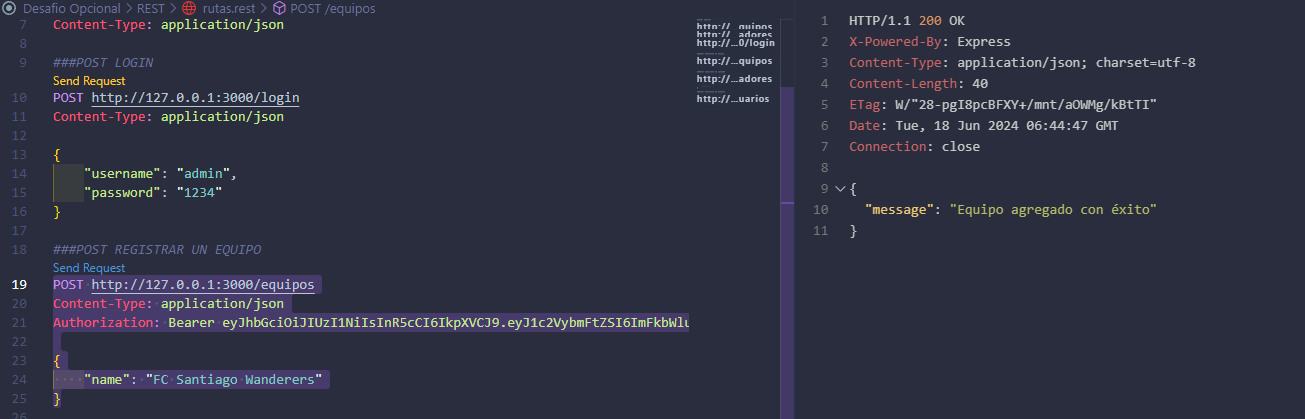 Desafio Opcional > REST > rutas.rest > POST /equipos
7 Content-Type: application/json
8
9 ###POST LOGIN
Send Request
10 POST http://127.0.0.1:3000/login
11 Content-Type: application/json
12
13 {
14 "username": "admin",
15 "password": "1234"
16 }
17
18 ###POST REGISTRAR UN EQUIPO
Send Request
19 POST http://127.0.0.1:3000/equipos
20 Content-Type: application/json
21 Authorization: Bearer eyJhbGciOiJIUzI1NiIsInR5cCI6IkpXVCJ9.eyJ1c2VybmFtZSI6ImFkbWlu
22
23 {
24 "name": "FC Santiago Wanderers"
25 }
26
http://...quipos
http://...adores
http://...0/login
http://...quipos
http://...adores
http://...uarios
1 HTTP/1.1 200 OK
2 X-Powered-By: Express
3 Content-Type: application/json; charset=utf-8
4 Content-Length: 40
5 ETag: W/"28-pgI8pcBFXY+/mnt/aOWMg/kBtTI"
6 Date: Tue, 18 Jun 2024 06:44:47 GMT
7 Connection: close
8
9 {
10 "message": "Equipo agregado con éxito"
11 }